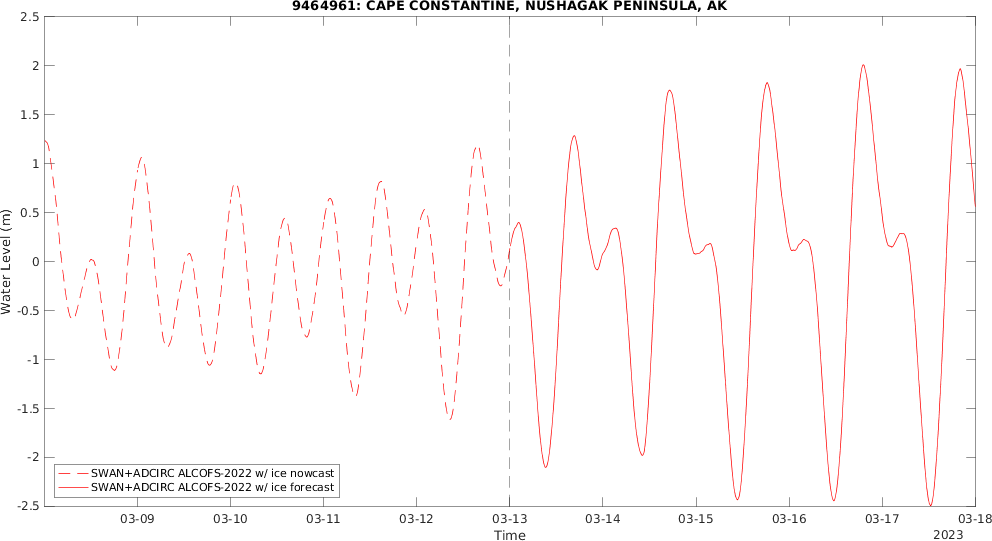 9464961: CAPE CONSTANTINE, NUSHAGAK PENINSULA, AK
2.5
2
1.5
1
0.5
0
-0.5
-1
-1.5
-2
-2.5
Water Level (m)
SWAN+ADCIRC ALCOFS-2022 w/ ice nowcast
SWAN+ADCIRC ALCOFS-2022 w/ ice forecast
03-09 03-10 03-11 03-12 03-13 03-14 03-15 03-16 03-17 03-18
Time
2023